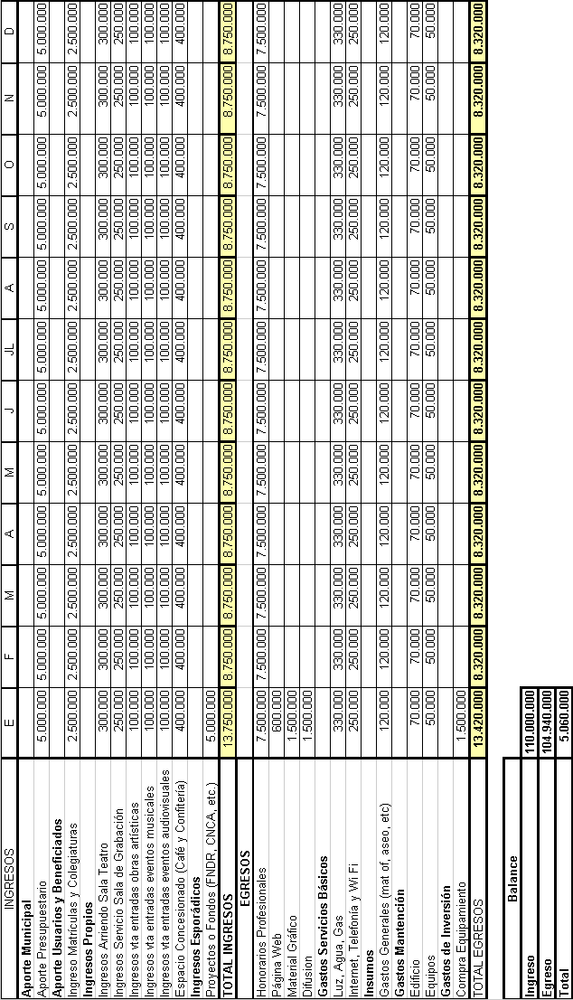 INGRESOS E F M A M J JL A S O N D
Aporte Municipal
Aporte Presupuestario 5.000.000 5.000.000 5.000.000 5.000.000 5.000.000 5.000.000 5.000.000 5.000.000 5.000.000 5.000.000 5.000.000 5.000.000
Aporte Usuarios y Beneficiados
Ingreso Matrículas y Colegiaturas 2.500.000 2.500.000 2.500.000 2.500.000 2.500.000 2.500.000 2.500.000 2.500.000 2.500.000 2.500.000 2.500.000 2.500.000
Ingresos Propios
Ingresos Arriendo Sala Teatro 300.000 300.000 300.000 300.000 300.000 300.000 300.000 300.000 300.000 300.000 300.000 300.000
Ingresos Servicio Sala de Grabación 250.000 250.000 250.000 250.000 250.000 250.000 250.000 250.000 250.000 250.000 250.000 250.000
Ingresos vta entradas obras artísticas 100.000 100.000 100.000 100.000 100.000 100.000 100.000 100.000 100.000 100.000 100.000 100.000
Ingresos vta entradas eventos musicales 100.000 100.000 100.000 100.000 100.000 100.000 100.000 100.000 100.000 100.000 100.000 100.000
Ingresos vta entradas eventos audiovisuales 100.000 100.000 100.000 100.000 100.000 100.000 100.000 100.000 100.000 100.000 100.000 100.000
Espacio Concesionado (Café y Confitería) 400.000 400.000 400.000 400.000 400.000 400.000 400.000 400.000 400.000 400.000 400.000 400.000
Ingresos Esporádicos
Proyectos o Fondos (FNDR, CNCA, etc.) 5.000.000
TOTAL INGRESOS 13.750.000 8.750.000 8.750.000 8.750.000 8.750.000 8.750.000 8.750.000 8.750.000 8.750.000 8.750.000 8.750.000 8.750.000
EGRESOS
Honorarios Profesionales 7.500.000 7.500.000 7.500.000 7.500.000 7.500.000 7.500.000 7.500.000 7.500.000 7.500.000 7.500.000 7.500.000 7.500.000
Página Web 600.000
Material Gráfico 1.500.000
Difusion 1.500.000
Gastos Servicios Básicos
Luz, Agua, Gas 330.000 330.000 330.000 330.000 330.000 330.000 330.000 330.000 330.000 330.000 330.000 330.000
Internet, Telefonía y Wi Fi 250.000 250.000 250.000 250.000 250.000 250.000 250.000 250.000 250.000 250.000 250.000 250.000
Insumos
Gastos Generales (mat of, aseo, etc) 120.000 120.000 120.000 120.000 120.000 120.000 120.000 120.000 120.000 120.000 120.000 120.000
Gastos Mantención
Edificio 70.000 70.000 70.000 70.000 70.000 70.000 70.000 70.000 70.000 70.000 70.000 70.000
Equipos 50.000 50.000 50.000 50.000 50.000 50.000 50.000 50.000 50.000 50.000 50.000 50.000
Gastos de Inversión
Compra Equipamiento 1.500.000
TOTAL EGRESOS 13.420.000 8.320.000 8.320.000 8.320.000 8.320.000 8.320.000 8.320.000 8.320.000 8.320.000 8.320.000 8.320.000 8.320.000
Balance
Ingreso 110.000.000
Egreso 104.940.000
Total 5.060.000